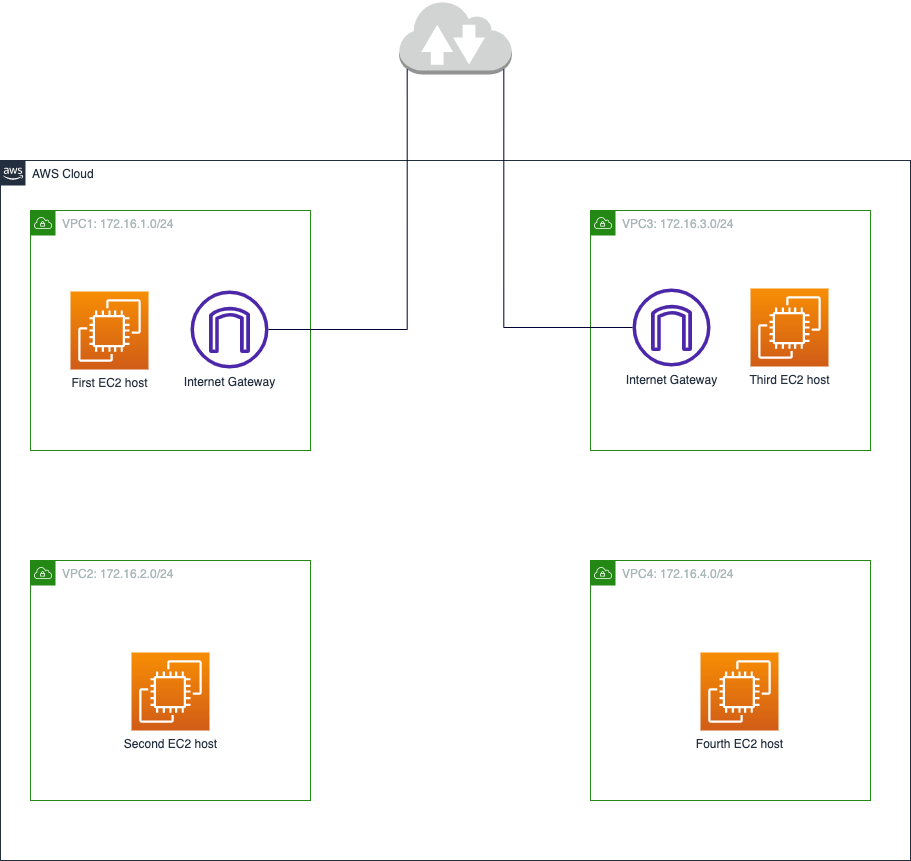 aws
AWS Cloud
VPC1: 172.16.1.0/24
VPC3: 172.16.3.0/24
First EC2 host
Internet Gateway
Internet Gateway
Third EC2 host
VPC2: 172.16.2.0/24
VPC4: 172.16.4.0/24
Second EC2 host
Fourth EC2 host